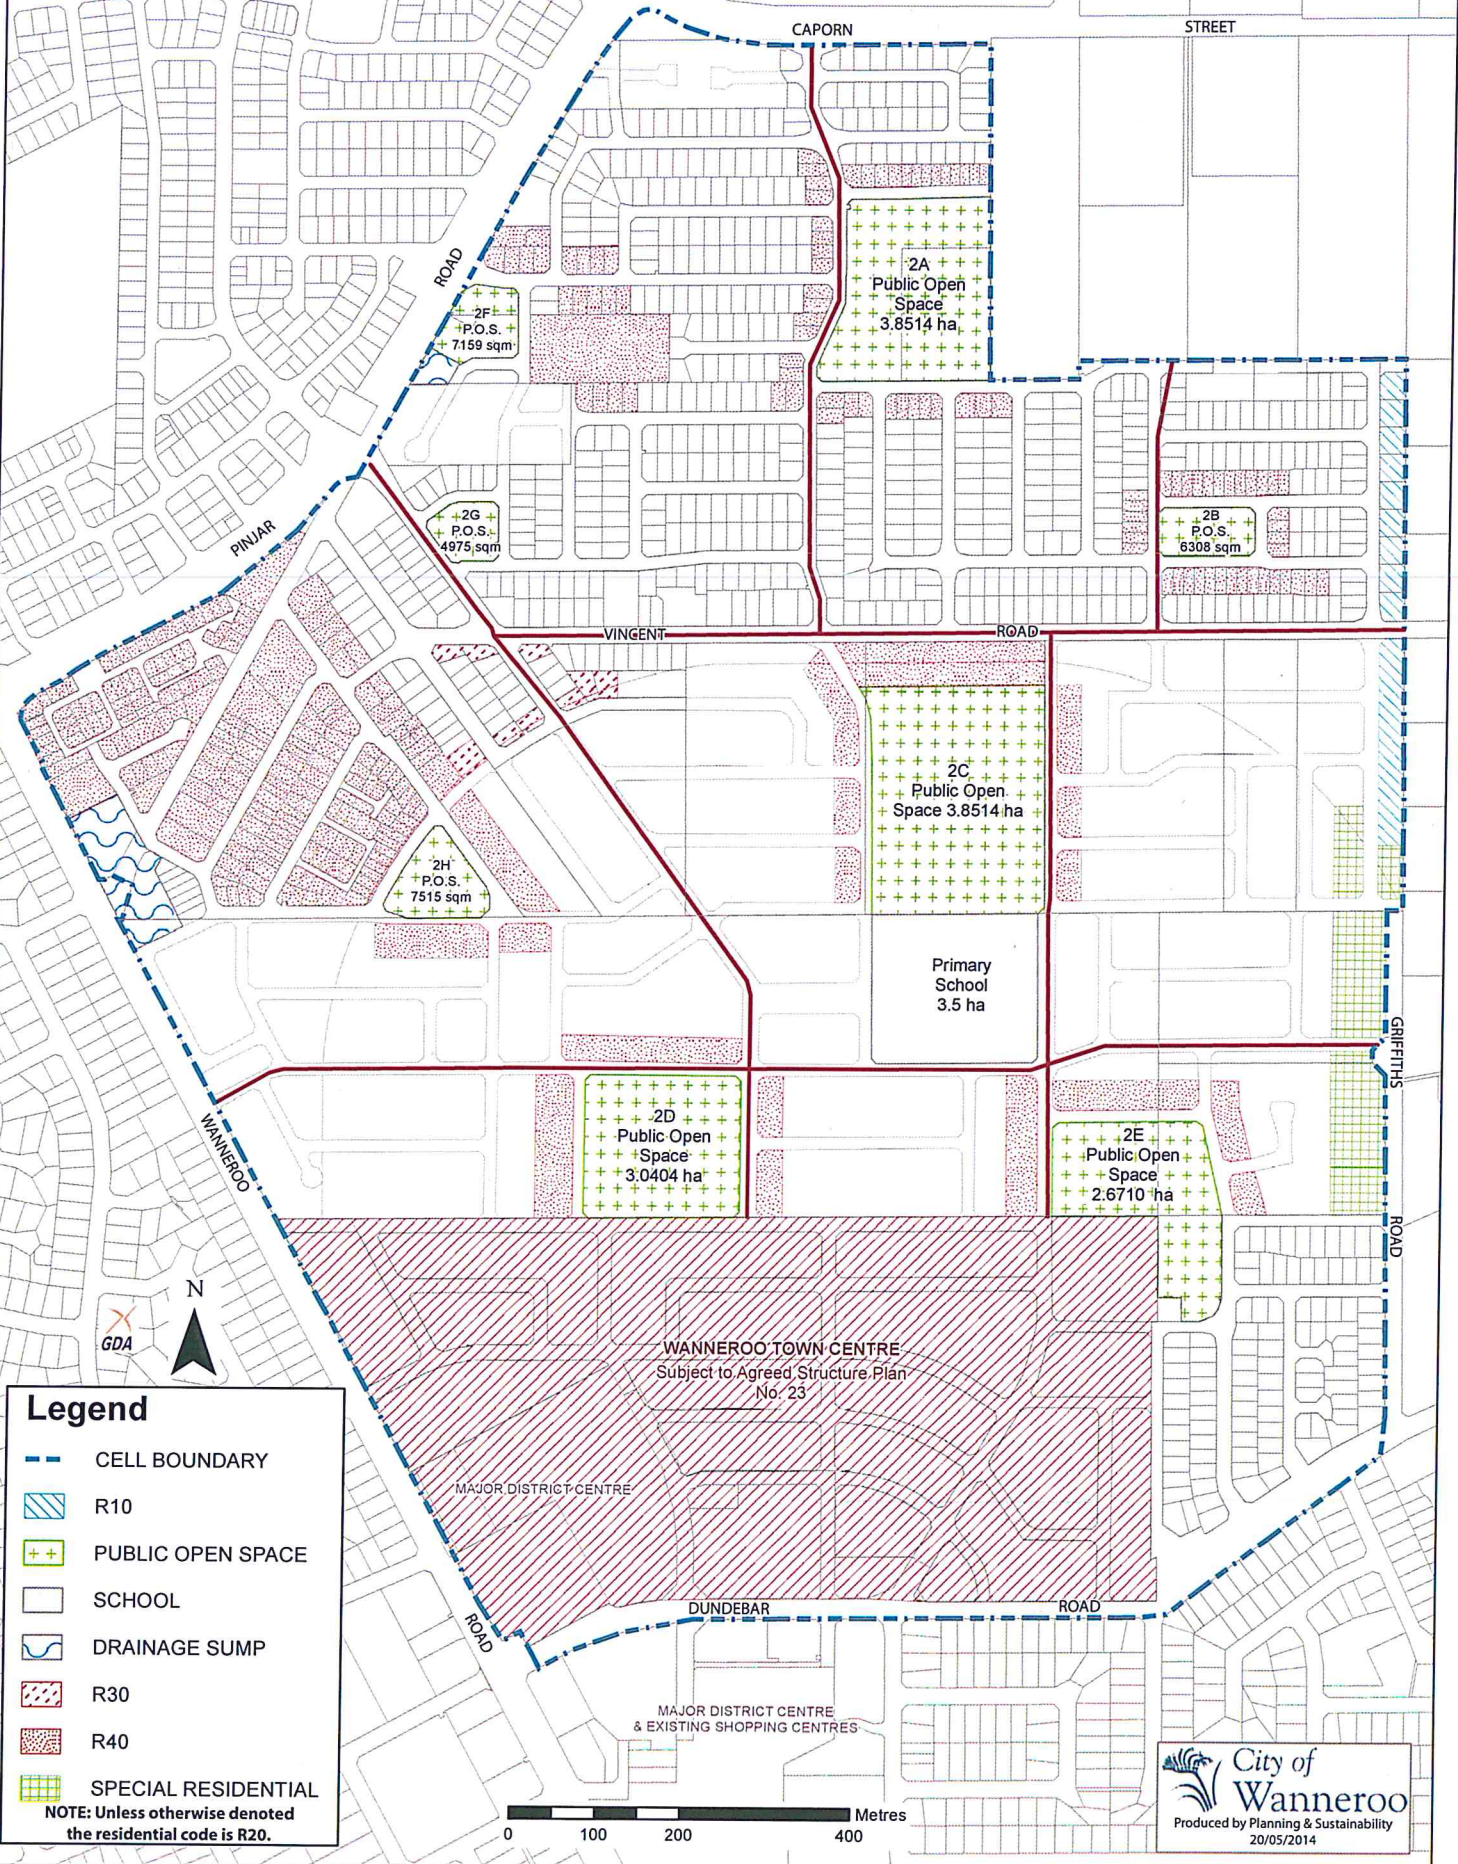 CAPORN
STREET
ROAD
2A
Public Open
Space
3.8514 ha
2F
P.O.S.
7159 sqm
2G
P.O.S.
4975 sqm
2B
P.O.S.
6308 sqm
PINJAR
VINCENT
ROAD
2C
Public Open
Space 3.8514 ha
2H
P.O.S.
7515 sqm
Primary
School
3.5 ha
GRIFFITHS
ROAD
WANNEROO
2D
Public Open
Space
3.0404 ha
2E
Public Open
Space
2.6710 ha
N
GDA
WANNEROO TOWN CENTRE
Subject to Agreed Structure Plan
No. 23
MAJOR DISTRICT CENTRE
DUNDEBAR
ROAD
ROAD
MAJOR DISTRICT CENTRE
& EXISTING SHOPPING CENTRES
Legend
CELL BOUNDARY
R10
PUBLIC OPEN SPACE
SCHOOL
DRAINAGE SUMP
R30
R40
SPECIAL RESIDENTIAL
NOTE: Unless otherwise denoted
the residential code is R20.
Metres
0 100 200 400
City of
Wanneroo
Produced by Planning & Sustainability
20/05/2014